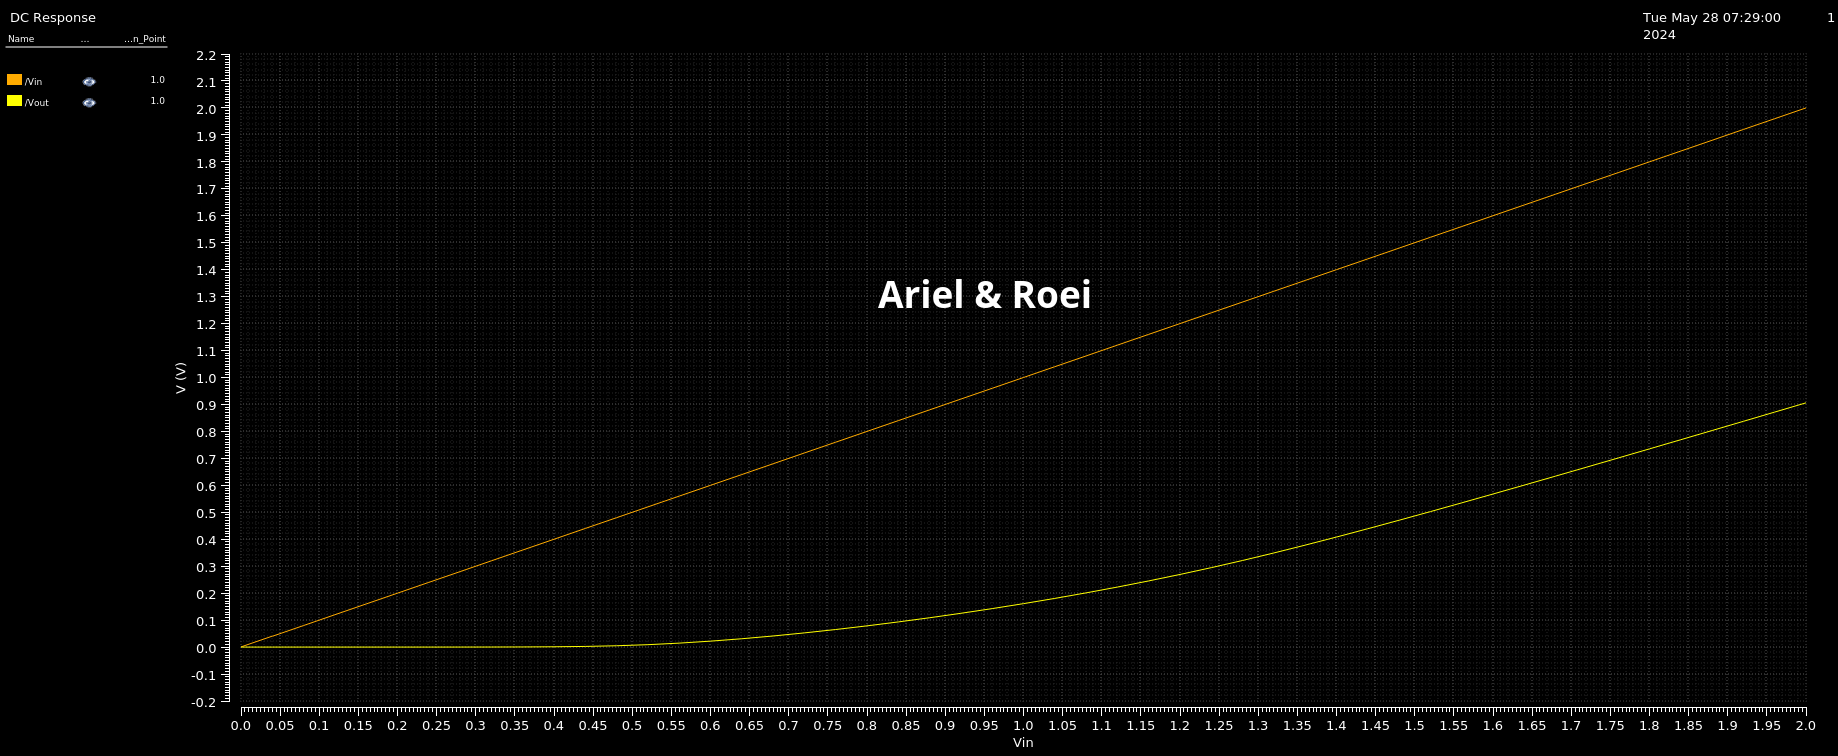 DC Response
Tue May 28 07:29:00 1
2024
Name ... ...n_Point
/Vin 1.0
/Vout 1.0
2.2
2.1
2.0
1.9
1.8
1.7
1.6
1.5
1.4
1.3
1.2
1.1
1.0
0.9
0.8
0.7
0.6
0.5
0.4
0.3
0.2
0.1
0.0
-0.1
-0.2
V (V)
Ariel & Roei
0.0 0.05 0.1 0.15 0.2 0.25 0.3 0.35 0.4 0.45 0.5 0.55 0.6 0.65 0.7 0.75 0.8 0.85 0.9 0.95 1.0 1.05 1.1 1.15 1.2 1.25 1.3 1.35 1.4 1.45 1.5 1.55 1.6 1.65 1.7 1.75 1.8 1.85 1.9 1.95 2.0
Vin